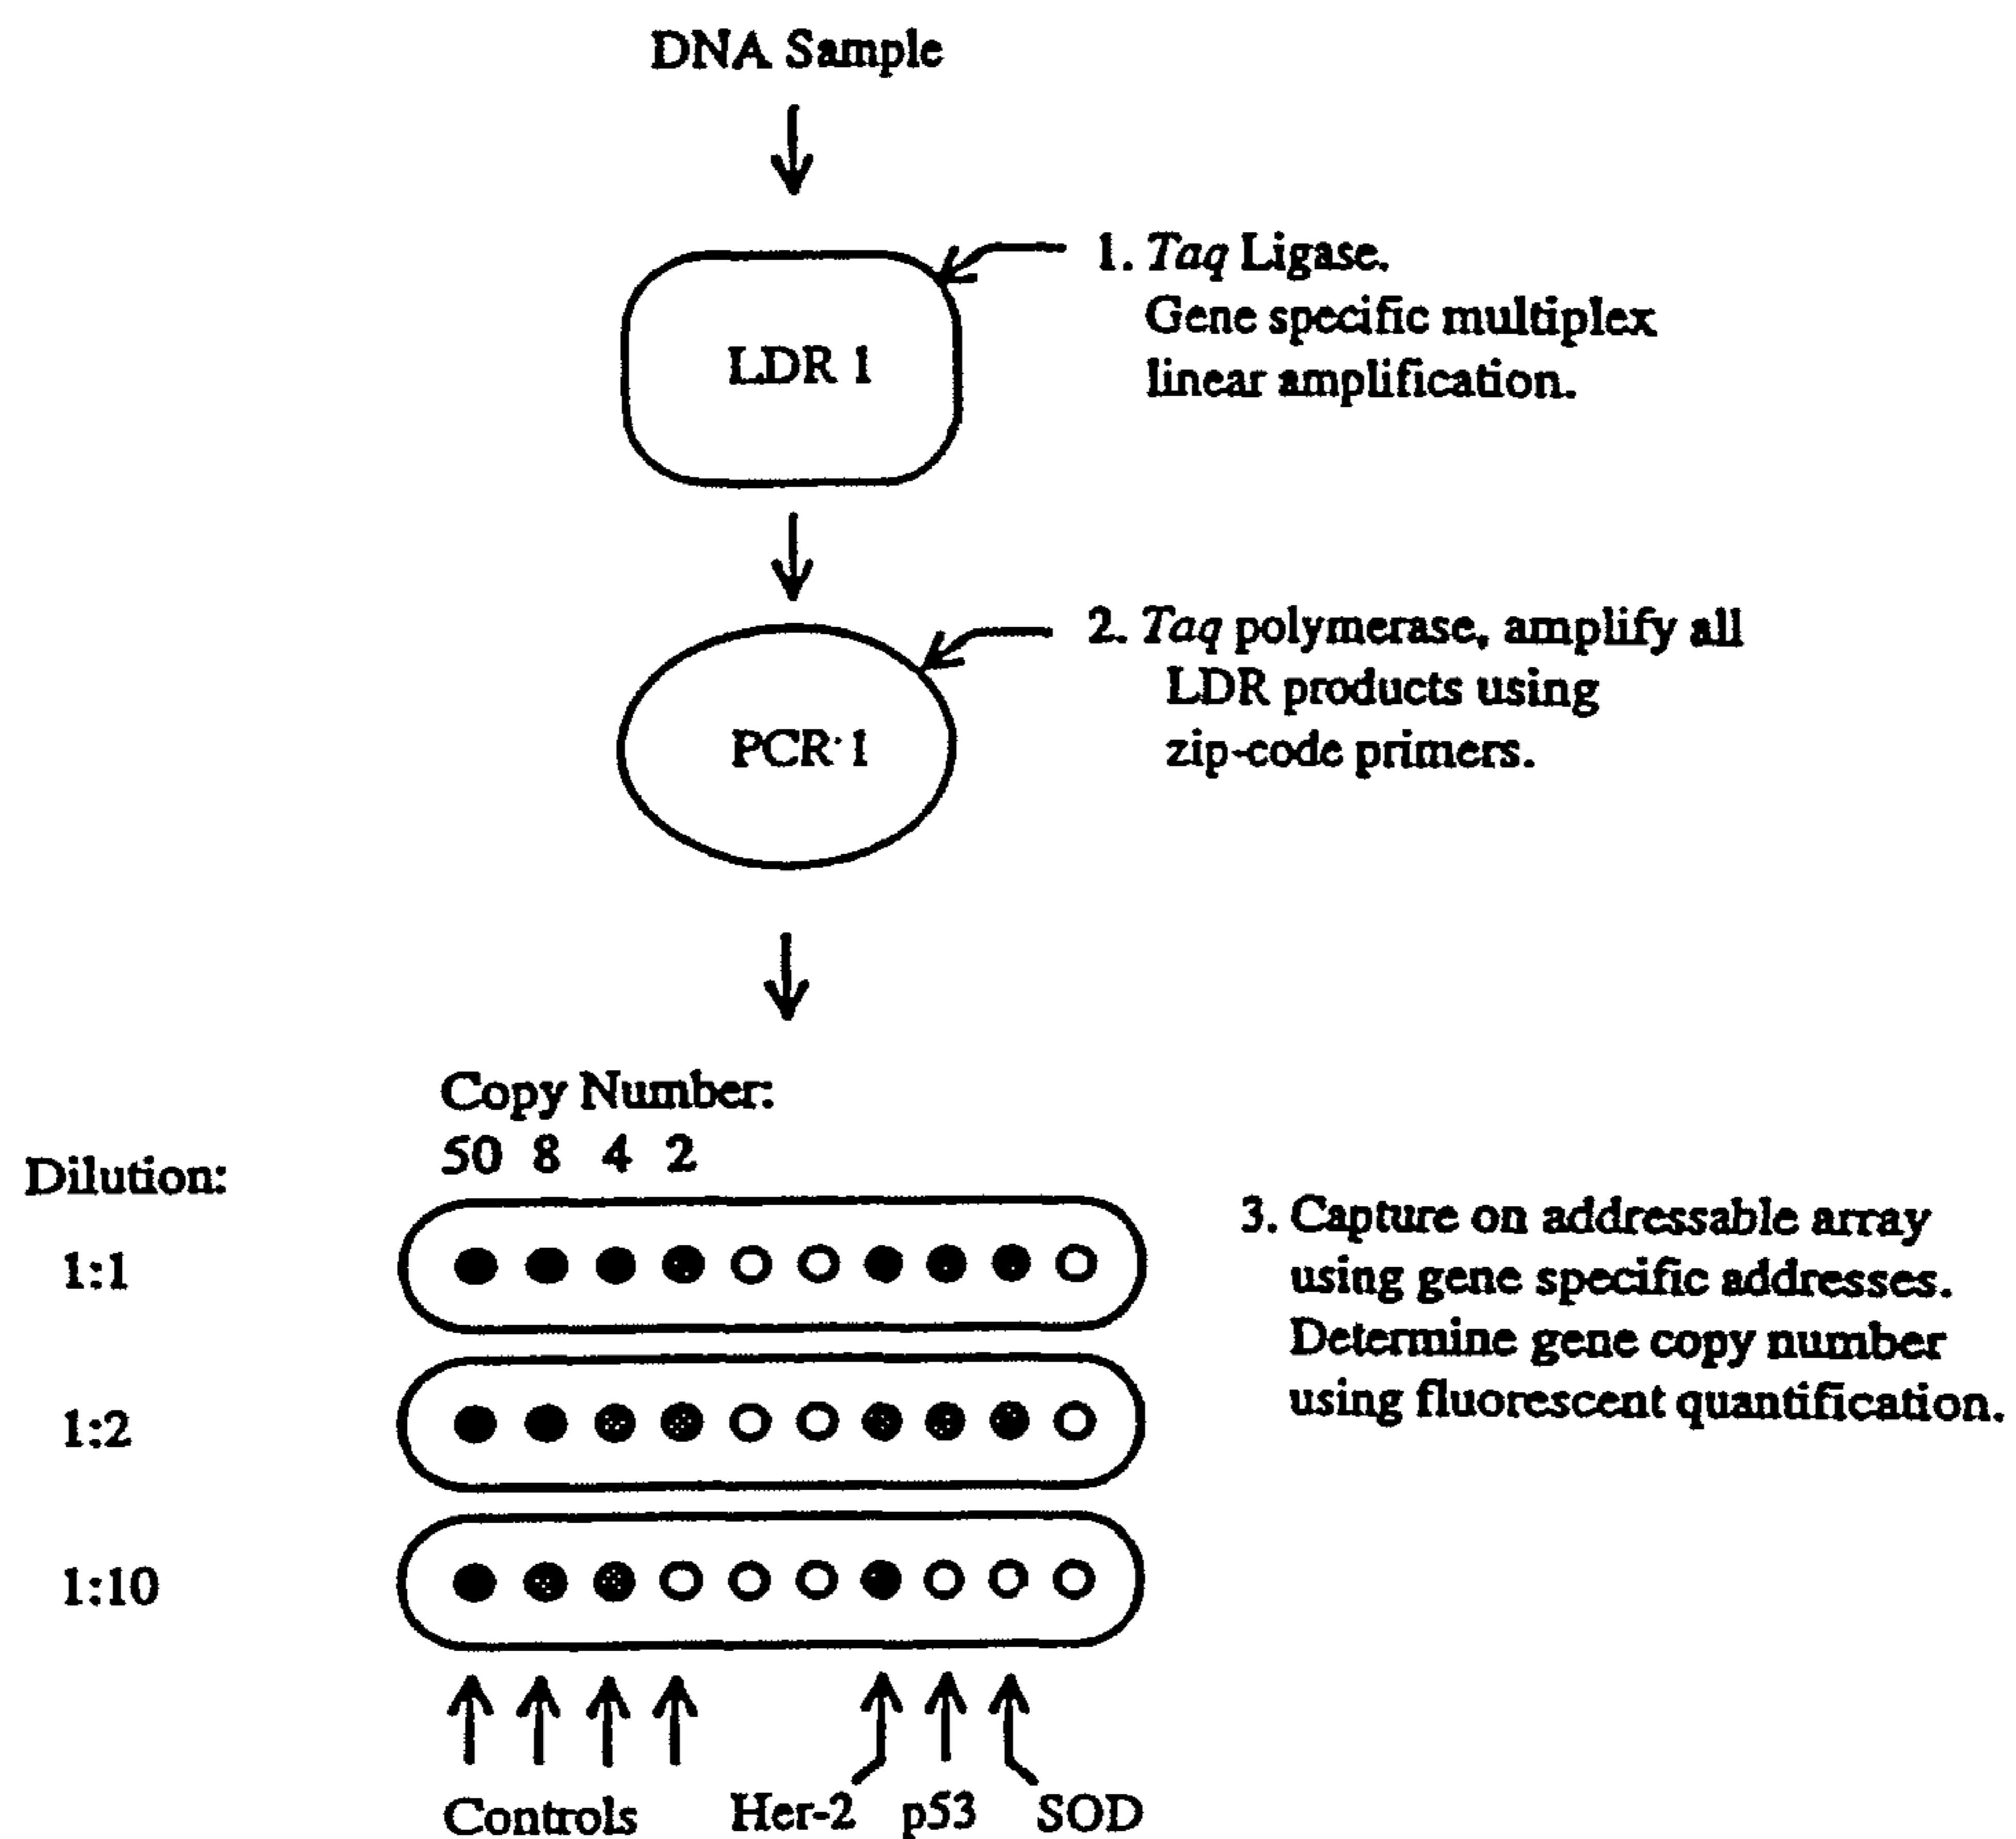 DNA Sample
1. Taq Ligase.
Gene specific multiplex
linear amplification.
LDR 1
2. Taq polymerase, amplify all
LDR products using
zip-code primers.
PCR 1
Copy Number:
50 8 4 2
Dilution:
1:1
1:2
1:10
3. Capture on addressable array
using gene specific addresses.
Determine gene copy number
using fluorescent quantification.
Controls
Her-2 p53 SOD